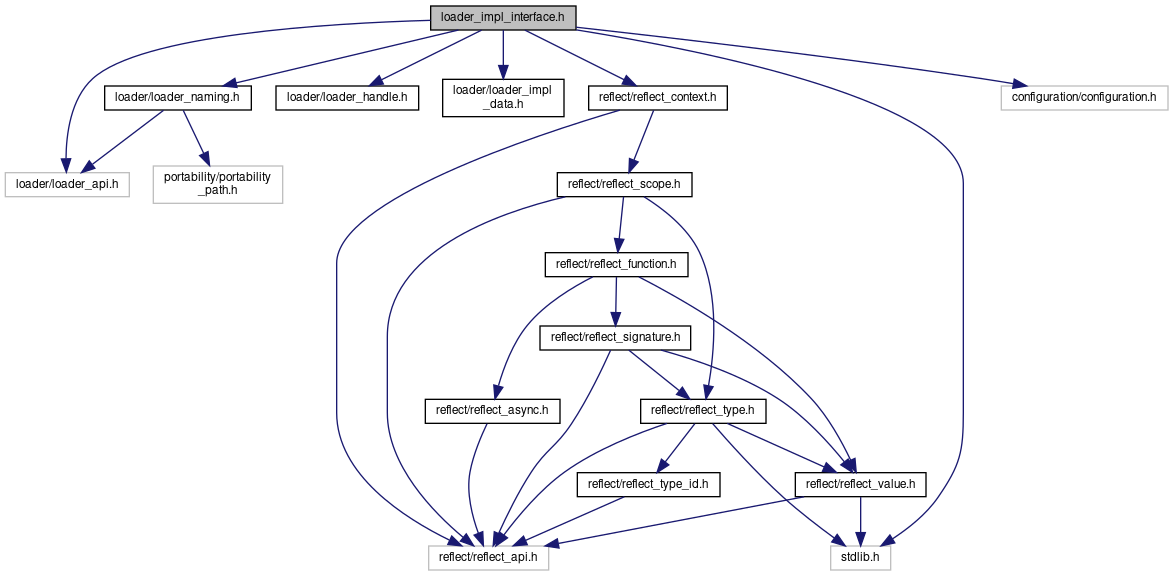 loader_impl_interface.h
loader/loader_naming.h
loader/loader_handle.h
loader/loader_impl
_data.h
reflect/reflect_context.h
configuration/configuration.h
loader/loader_api.h
portability/portability
_path.h
reflect/reflect_scope.h
reflect/reflect_function.h
reflect/reflect_signature.h
reflect/reflect_async.h
reflect/reflect_type.h
reflect/reflect_type_id.h
reflect/reflect_value.h
reflect/reflect_api.h
stdlib.h